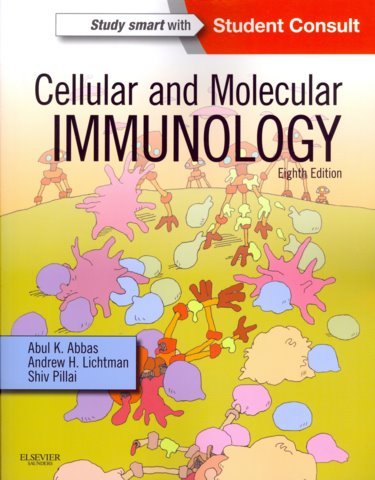 Study smart with Student Consult
Cellular and Molecular
IMMUNOLOGY
Eighth Edition
Abul K. Abbas
Andrew H. Lichtman
Shiv Pillai
ELSEVIER
SAUNDERS